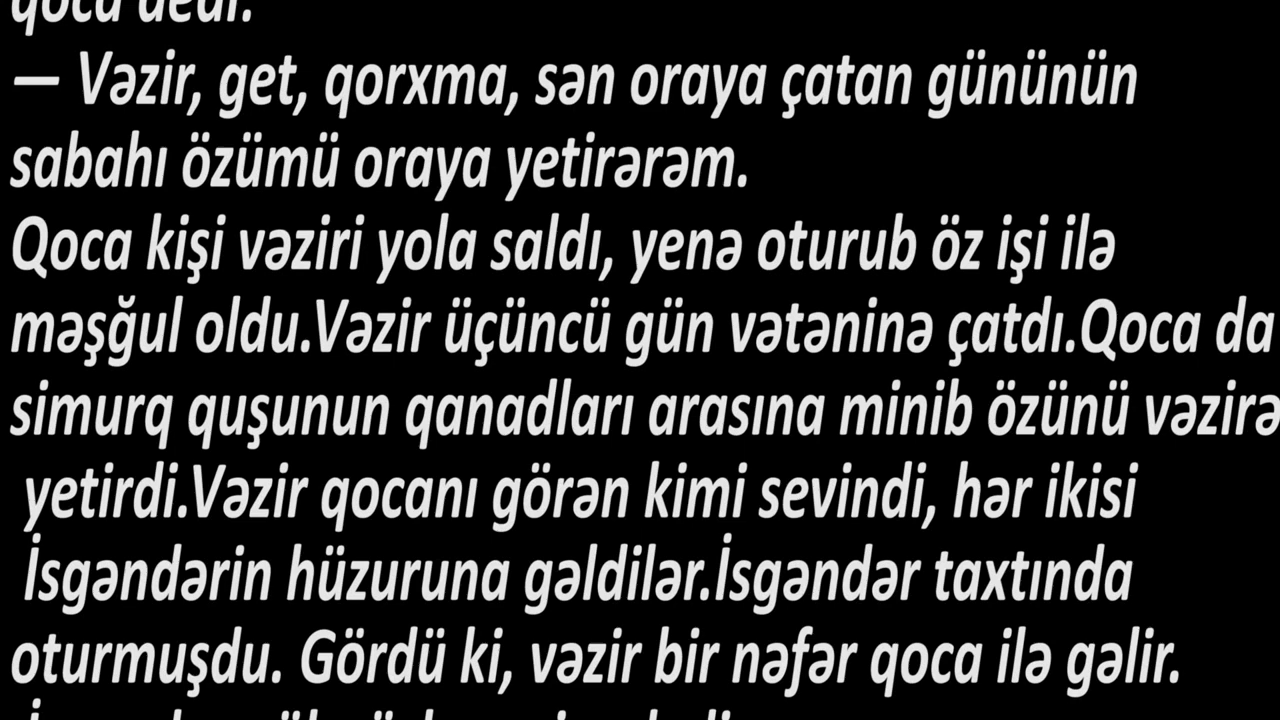 qoca dedi:
— Vəzir, get, qorxma, sən oraya çatan gününün
sabahı özümü oraya yetirərəm.
Qoca kişi vəziri yola saldı, yenə oturub öz işi ilə
məşğul oldu.Vəzir üçüncü gün vətəninə çatdı.Qoca da
simurq quşunun qanadları arasına minib özünü vəzirə
yetirdi.Vəzir qocanı görən kimi sevindi, hər ikisi
İsgəndərin hüzuruna gəldilər.İsgəndər taxtında
oturmuşdu. Gördü ki, vəzir bir nəfər qoca ilə gəlir.